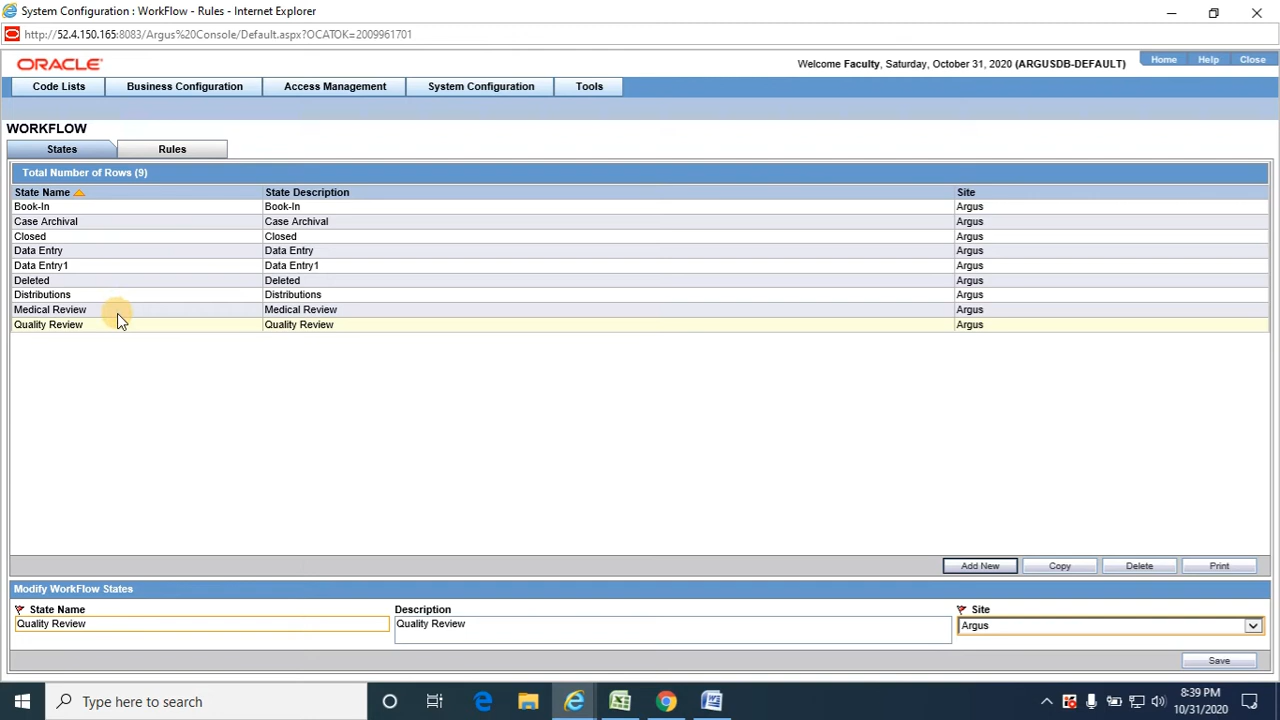 System Configuration : WorkFlow - Rules - Internet Explorer
http://52.4.150.165:8083/Argus%20Console/Default.aspx?OCATOK=2009961701
ORACLE
Welcome Faculty, Saturday, October 31, 2020 (ARGUSDB-DEFAULT)
Home Help Close
Code Lists Business Configuration Access Management System Configuration Tools
WORKFLOW
States Rules
Total Number of Rows (9)
State Name State Description Site
Book-In Book-In Argus
Case Archival Case Archival Argus
Closed Closed Argus
Data Entry Data Entry Argus
Data Entry1 Data Entry1 Argus
Deleted Deleted Argus
Distributions Distributions Argus
Medical Review Medical Review Argus
Quality Review Quality Review Argus
Add New Copy Delete Print
Modify WorkFlow States
State Name Description Site
Quality Review Quality Review Argus
Save
Type here to search
8:39 PM
10/31/2020